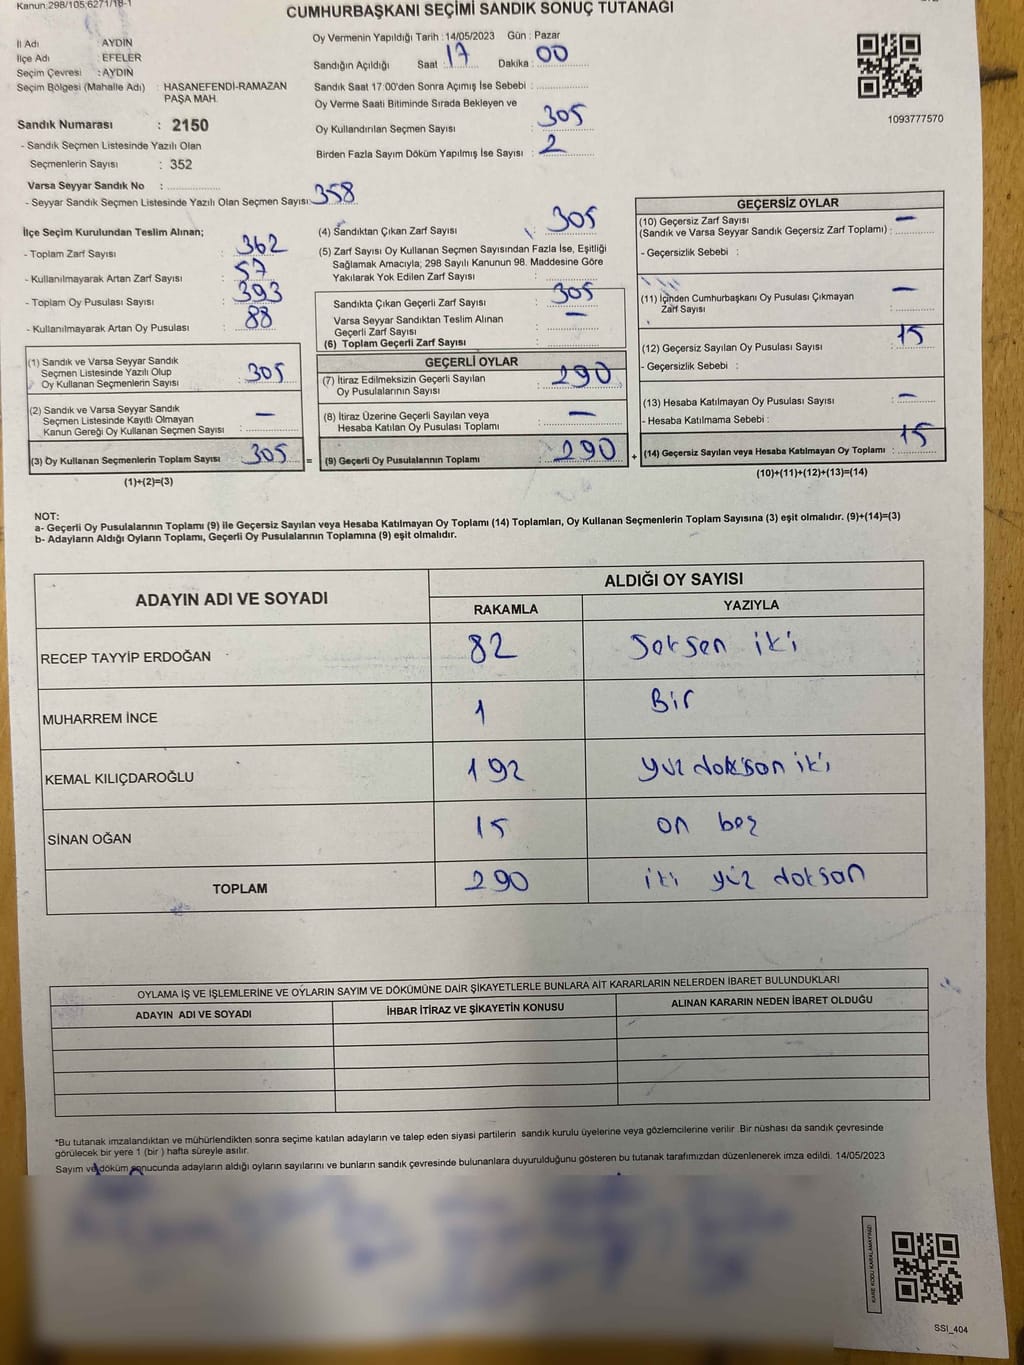 Kanun:298/105,6271/18-1
CUMHURBAŞKANI SEÇİMİ SANDIK SONUÇ TUTANAĞI
İl Adı : AYDIN
İlçe Adı : EFELER
Seçim Çevresi : AYDIN
Seçim Bölgesi (Mahalle Adı) : HASANEFENDİ-RAMAZAN PAŞA MAH.
Sandık Numarası : 2150
- Sandık Seçmen Listesinde Yazılı Olan
Seçmenlerin Sayısı : 352
Varsa Seyyar Sandık No :
- Seyyar Sandık Seçmen Listesinde Yazılı Olan Seçmen Sayısı: 358
Oy Vermenin Yapıldığı Tarih : 14/05/2023 Gün : Pazar
Sandığın Açıldığı Saat : 17 Dakika : 00
Sandık Saat 17:00'den Sonra Açımış İse Sebebi :
Oy Verme Saati Bitiminde Sırada Bekleyen ve
Oy Kullandırılan Seçmen Sayısı : 305
Birden Fazla Sayım Döküm Yapılmış İse Sayısı : 2
1093777570
İlçe Seçim Kurulundan Teslim Alınan;
- Toplam Zarf Sayısı : 362
- Kullanılmayarak Artan Zarf Sayısı : 57
- Toplam Oy Pusulası Sayısı : 393
- Kullanılmayarak Artan Oy Pusulası : 88
(1) Sandık ve Varsa Seyyar Sandık
Seçmen Listesinde Yazılı Olup
Oy Kullanan Seçmenlerin Sayısı : 305
(2) Sandık ve Varsa Seyyar Sandık
Seçmen Listesinde Kayıtlı Olmayan
Kanun Gereği Oy Kullanan Seçmen Sayısı : —
(3) Oy Kullanan Seçmenlerin Toplam Sayısı : 305 =
(1)+(2)=(3)
(4) Sandıktan Çıkan Zarf Sayısı : 305
(5) Zarf Sayısı Oy Kullanan Seçmen Sayısından Fazla İse, Eşitliği
Sağlamak Amacıyla; 298 Sayılı Kanunun 98. Maddesine Göre
Yakılarak Yok Edilen Zarf Sayısı :
Sandıkta Çıkan Geçerli Zarf Sayısı : 305
Varsa Seyyar Sandıktan Teslim Alınan
Geçerli Zarf Sayısı : —
(6) Toplam Geçerli Zarf Sayısı :
GEÇERLİ OYLAR
(7) İtiraz Edilmeksizin Geçerli Sayılan
Oy Pusulalarının Sayısı : 290
(8) İtiraz Üzerine Geçerli Sayılan veya
Hesaba Katılan Oy Pusulası Toplamı : —
(9) Geçerli Oy Pusulalarının Toplamı : 290 +
GEÇERSİZ OYLAR
(10) Geçersiz Zarf Sayısı —
(Sandık ve Varsa Seyyar Sandık Geçersiz Zarf Toplamı) :
- Geçersizlik Sebebi :
(11) İçinden Cumhurbaşkanı Oy Pusulası Çıkmayan —
Zarf Sayısı :
(12) Geçersiz Sayılan Oy Pusulası Sayısı : 15
- Geçersizlik Sebebi :
(13) Hesaba Katılmayan Oy Pusulası Sayısı : —
- Hesaba Katılmama Sebebi :
(14) Geçersiz Sayılan veya Hesaba Katılmayan Oy Toplamı : 15
(10)+(11)+(12)+(13)=(14)
NOT:
a- Geçerli Oy Pusulalarının Toplamı (9) ile Geçersiz Sayılan veya Hesaba Katılmayan Oy Toplamı (14) Toplamları, Oy Kullanan Seçmenlerin Toplam Sayısına (3) eşit olmalıdır. (9)+(14)=(3)
b- Adayların Aldığı Oyların Toplamı, Geçerli Oy Pusulalarının Toplamına (9) eşit olmalıdır.
ADAYIN ADI VE SOYADI
ALDIĞI OY SAYISI
RAKAMLA YAZIYLA
RECEP TAYYİP ERDOĞAN 82 Seksen iki
MUHARREM İNCE 1 Bir
KEMAL KILIÇDAROĞLU 192 yüz doksan iki
SİNAN OĞAN 15 on beş
TOPLAM 290 iki yüz doksan
OYLAMA İŞ VE İŞLEMLERİNE VE OYLARIN SAYIM VE DÖKÜMÜNE DAİR ŞİKAYETLERLE BUNLARA AİT KARARLARIN NELERDEN İBARET BULUNDUKLARI
ADAYIN ADI VE SOYADI İHBAR İTİRAZ VE ŞİKAYETİN KONUSU ALINAN KARARIN NEDEN İBARET OLDUĞU
*Bu tutanak imzalandıktan ve mühürlendikten sonra seçime katılan adayların ve talep eden siyasi partilerin sandık kurulu üyelerine veya gözlemcilerine verilir .Bir nüshası da sandık çevresinde
görülecek bir yere 1 (bir ) hafta süreyle asılır.
Sayım ve döküm sonucunda adayların aldığı oyların sayılarını ve bunların sandık çevresinde bulunanlara duyurulduğunu gösteren bu tutanak tarafımızdan düzenlenerek imza edildi. 14/05/2023
KARE KODU KARALAMAYINIZ!
SSİ_404